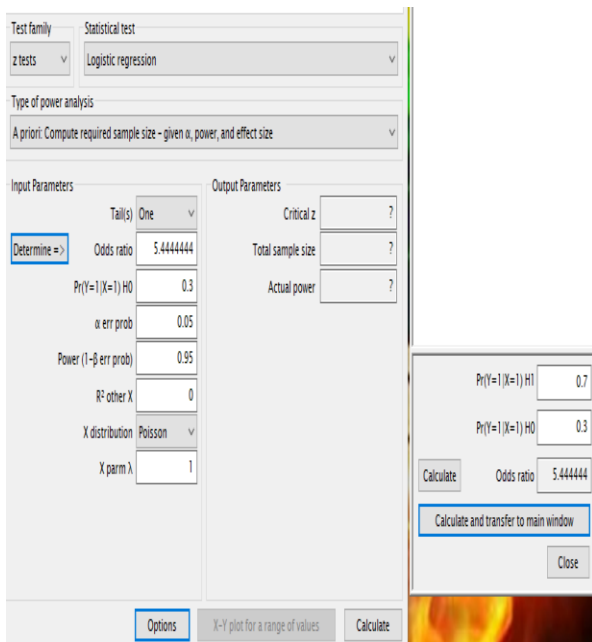 Test family
Statistical test
z tests
Logistic regression
Type of power analysis
A priori: Compute required sample size - given α, power, and effect size
Input Parameters
Output Parameters
Tail(s) One
Critical z ?
Determine => Odds ratio 5.4444444
Total sample size ?
Pr(Y=1|X=1) H0 0.3
Actual power ?
α err prob 0.05
Power (1-β err prob) 0.95
R² other X 0
X distribution Poisson
X parm λ 1
Pr(Y=1|X=1) H1 0.7
Pr(Y=1|X=1) H0 0.3
Calculate Odds ratio 5.444444
Calculate and transfer to main window
Close
Options
X-Y plot for a range of values
Calculate